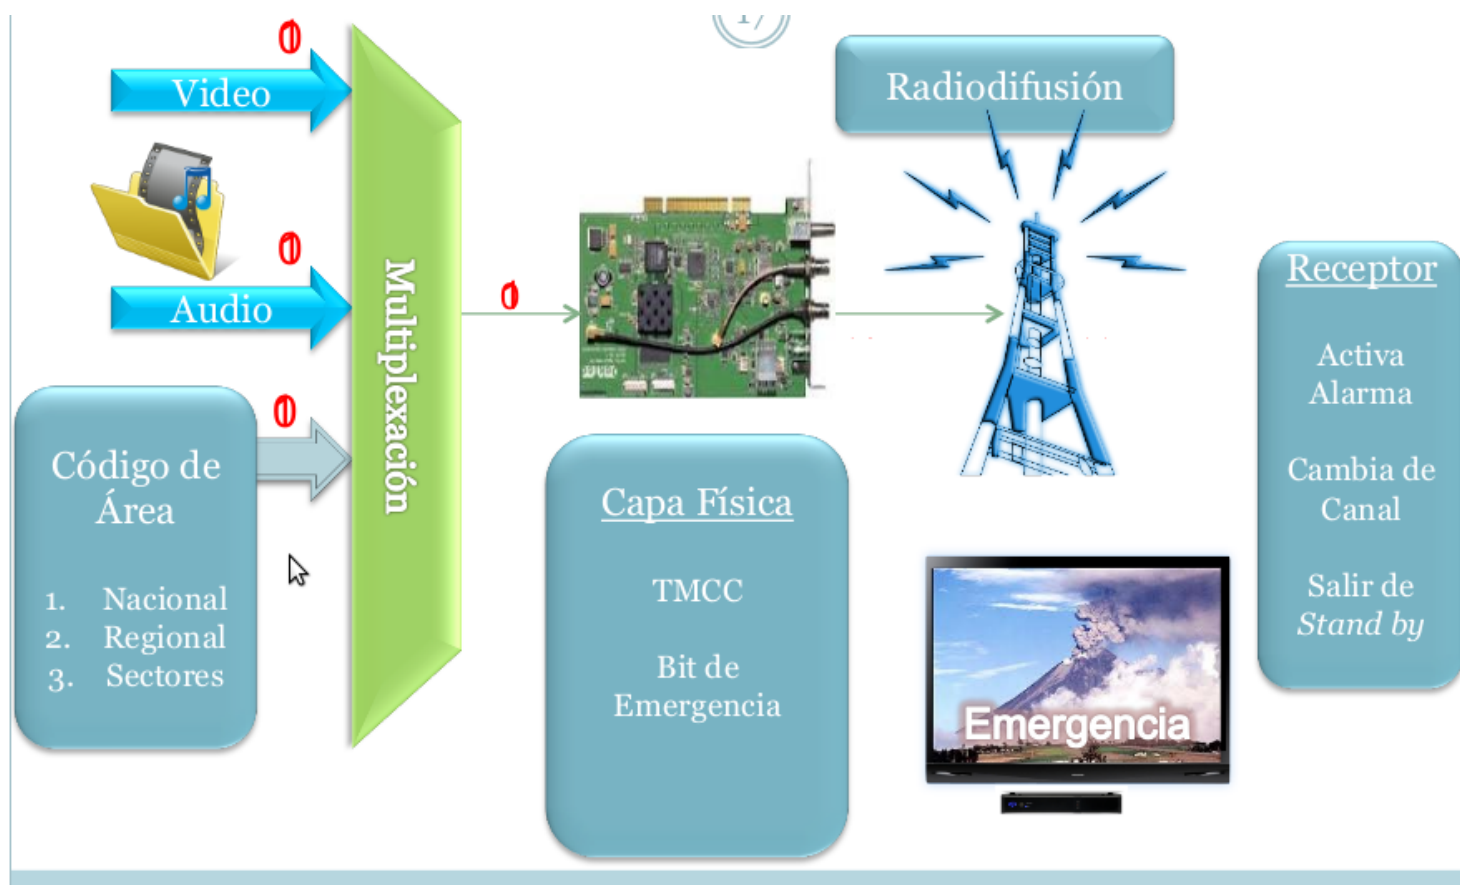 17
Video
Audio
Código de
Área
1. Nacional
2. Regional
3. Sectores
Multiplexación
Capa Física
TMCC
Bit de
Emergencia
Radiodifusión
Emergencia
Receptor
Activa
Alarma
Cambia de
Canal
Salir de
Stand by